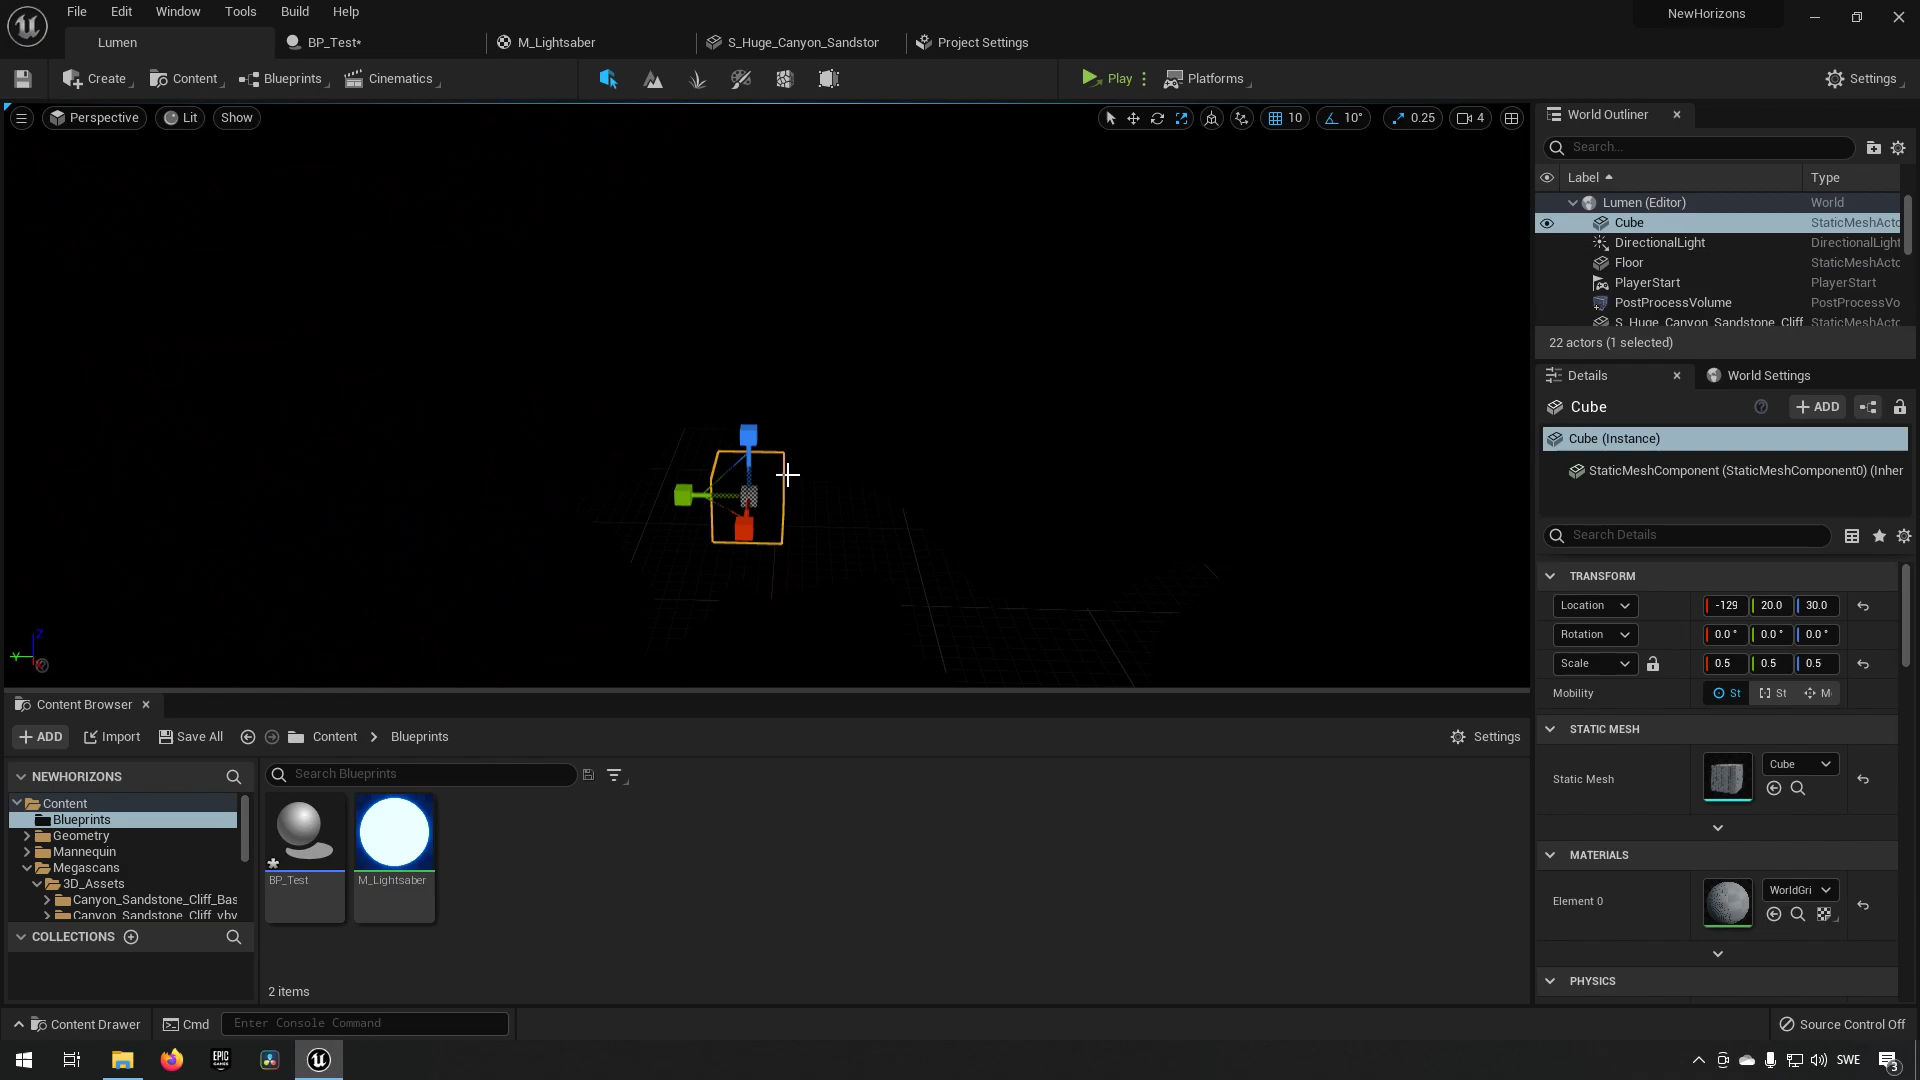 File Edit Window Tools Build Help
NewHorizons
Lumen
BP_Test*
M_Lightsaber
S_Huge_Canyon_Sandstor
Project Settings
Create
Content
Blueprints
Cinematics
Play
Platforms
Settings
Perspective
Lit
Show
10
10°
0.25
4
World Outliner
Search...
Label
Type
Lumen (Editor)
World
Cube
StaticMeshActo
DirectionalLight
DirectionalLight
Floor
StaticMeshActo
PlayerStart
PlayerStart
PostProcessVolume
PostProcessVo
S_Huge_Canyon_Sandstone_Cliff
StaticMeshActo
22 actors (1 selected)
Details
World Settings
Cube
ADD
Cube (Instance)
StaticMeshComponent (StaticMeshComponent0) (Inher
Search Details
TRANSFORM
Location
-129
20.0
30.0
Rotation
0.0 °
0.0 °
0.0 °
Scale
0.5
0.5
0.5
Mobility
St
St
M
STATIC MESH
Static Mesh
Cube
MATERIALS
Element 0
WorldGri
PHYSICS
Z
Y
Content Browser
ADD
Import
Save All
Content
Blueprints
Settings
NEWHORIZONS
Search Blueprints
Content
Blueprints
Geometry
Mannequin
Megascans
3D_Assets
Canyon_Sandstone_Cliff_Bas
Canyon_Sandstone_Cliff_vbv
COLLECTIONS
BP_Test
M_Lightsaber
2 items
Content Drawer
Cmd
Enter Console Command
Source Control Off
EPIC
GAMES
SWE
3